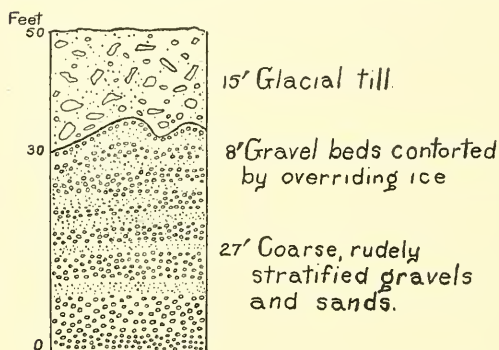 Feet
50
15' Glacial till.
30
8' Gravel beds contorted
by overriding ice
27' Coarse, rudely
stratified gravels
and sands.
0